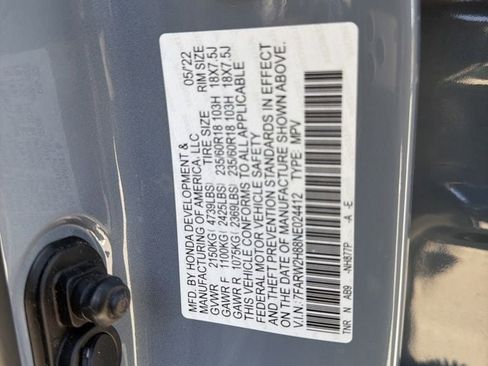 MFD. BY HONDA DEVELOPMENT & 05/'22
MANUFACTURING OF AMERICA, LLC
TIRE SIZE RIM SIZE
GVWR 2150KG ( 4739LBS)
GAWR F 1100KG ( 2425LBS) 235/60R18 103H 18X7.5J
GAWR R 1075KG ( 2369LBS) 235/60R18 103H 18X7.5J
THIS VEHICLE CONFORMS TO ALL APPLICABLE
FEDERAL MOTOR VEHICLE SAFETY
AND THEFT PREVENTION STANDARDS IN EFFECT
ON THE DATE OF MANUFACTURE SHOWN ABOVE.
V.I.N.: 7FARW2H88NE024412 TYPE: MPV
TNR N AB9 -NH877P -A -E